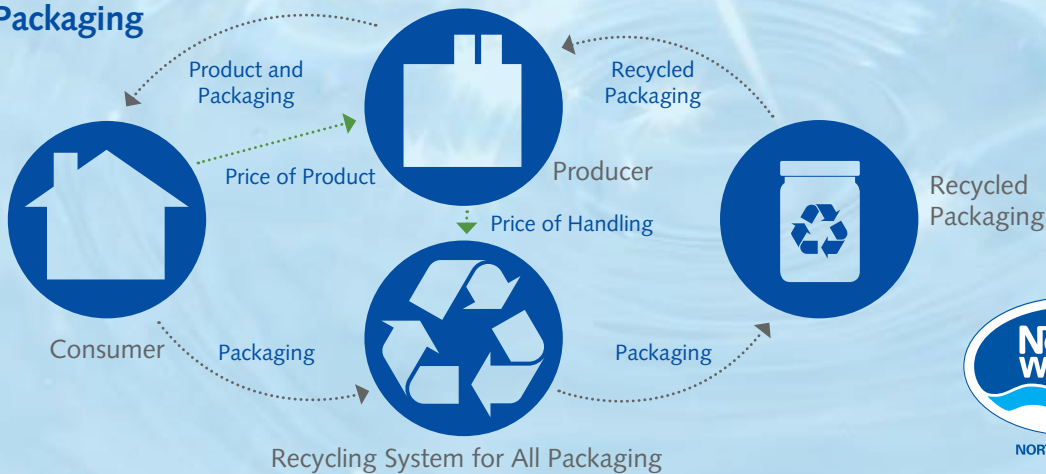 Packaging
Product and
Packaging
Recycled
Packaging
Price of Product
Producer
Recycled
Packaging
Price of Handling
Consumer
Packaging
Packaging
Recycling System for All Packaging